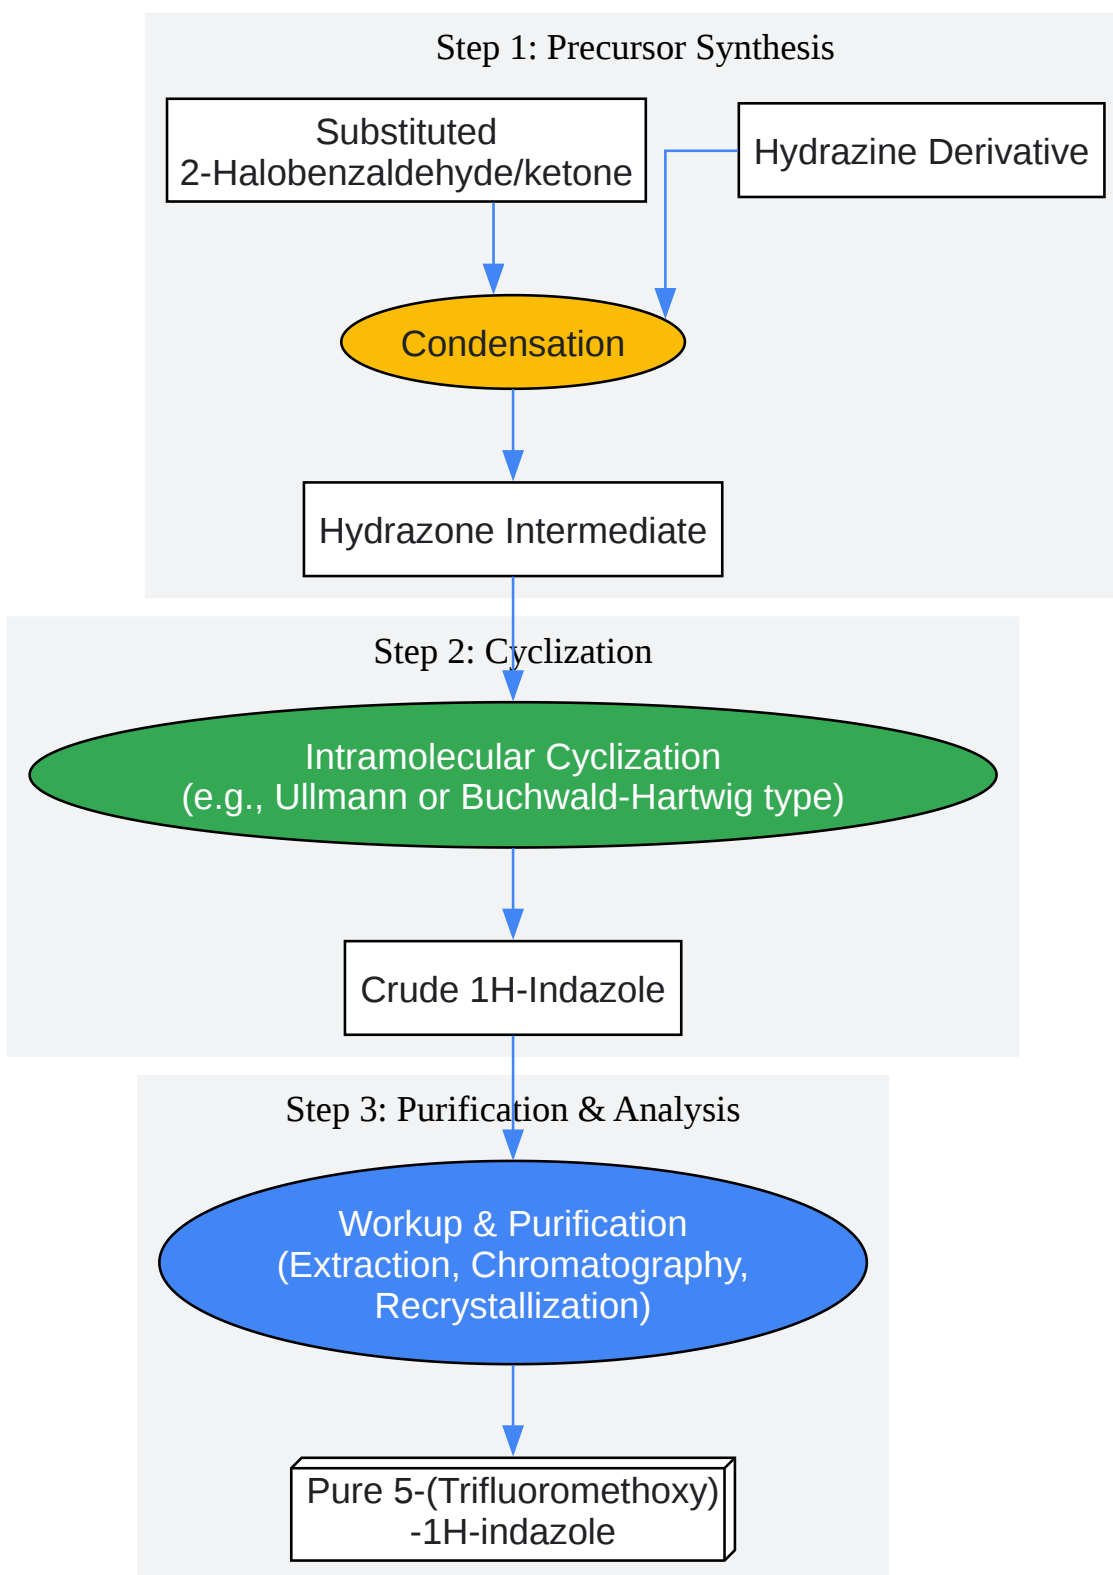 Step 1: Precursor Synthesis
Substituted
2-Halobenzaldehyde/ketone
Hydrazine Derivative
Condensation
Hydrazone Intermediate
Step 2: Cyclization
Intramolecular Cyclization
(e.g., Ullmann or Buchwald-Hartwig type)
Crude 1H-Indazole
Step 3: Purification & Analysis
Workup & Purification
(Extraction, Chromatography,
Recrystallization)
Pure 5-(Trifluoromethoxy)
-1H-indazole